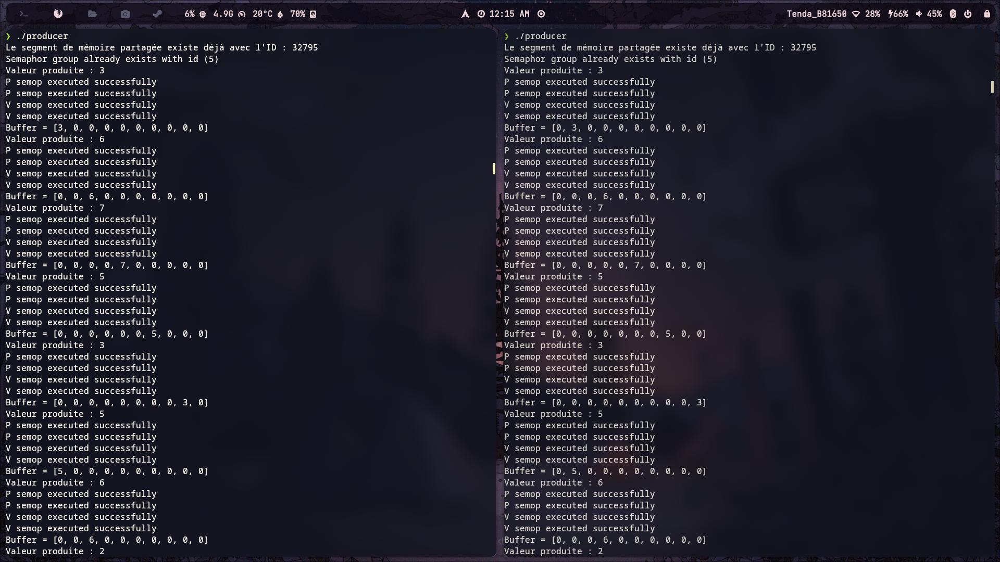 6% 4.9G 20°C 70% 12:15 AM Tenda_B81650 28% 66% 45%
❯ ./producer
Le segment de mémoire partagée existe déjà avec l'ID : 32795
Semaphor group already exists with id (5)
Valeur produite : 3
P semop executed successfully
P semop executed successfully
V semop executed successfully
V semop executed successfully
Buffer = [3, 0, 0, 0, 0, 0, 0, 0, 0, 0]
Valeur produite : 6
P semop executed successfully
P semop executed successfully
V semop executed successfully
V semop executed successfully
Buffer = [0, 0, 6, 0, 0, 0, 0, 0, 0, 0]
Valeur produite : 7
P semop executed successfully
P semop executed successfully
V semop executed successfully
V semop executed successfully
Buffer = [0, 0, 0, 0, 7, 0, 0, 0, 0, 0]
Valeur produite : 5
P semop executed successfully
P semop executed successfully
V semop executed successfully
V semop executed successfully
Buffer = [0, 0, 0, 0, 0, 0, 5, 0, 0, 0]
Valeur produite : 3
P semop executed successfully
P semop executed successfully
V semop executed successfully
V semop executed successfully
Buffer = [0, 0, 0, 0, 0, 0, 0, 0, 3, 0]
Valeur produite : 5
P semop executed successfully
P semop executed successfully
V semop executed successfully
V semop executed successfully
Buffer = [5, 0, 0, 0, 0, 0, 0, 0, 0, 0]
Valeur produite : 6
P semop executed successfully
P semop executed successfully
V semop executed successfully
V semop executed successfully
Buffer = [0, 0, 6, 0, 0, 0, 0, 0, 0, 0]
Valeur produite : 2
❯ ./producer
Le segment de mémoire partagée existe déjà avec l'ID : 32795
Semaphor group already exists with id (5)
Valeur produite : 3
P semop executed successfully
P semop executed successfully
V semop executed successfully
V semop executed successfully
Buffer = [0, 3, 0, 0, 0, 0, 0, 0, 0, 0]
Valeur produite : 6
P semop executed successfully
P semop executed successfully
V semop executed successfully
V semop executed successfully
Buffer = [0, 0, 0, 6, 0, 0, 0, 0, 0, 0]
Valeur produite : 7
P semop executed successfully
P semop executed successfully
V semop executed successfully
V semop executed successfully
Buffer = [0, 0, 0, 0, 0, 7, 0, 0, 0, 0]
Valeur produite : 5
P semop executed successfully
P semop executed successfully
V semop executed successfully
V semop executed successfully
Buffer = [0, 0, 0, 0, 0, 0, 0, 5, 0, 0]
Valeur produite : 3
P semop executed successfully
P semop executed successfully
V semop executed successfully
V semop executed successfully
Buffer = [0, 0, 0, 0, 0, 0, 0, 0, 0, 3]
Valeur produite : 5
P semop executed successfully
P semop executed successfully
V semop executed successfully
V semop executed successfully
Buffer = [0, 5, 0, 0, 0, 0, 0, 0, 0, 0]
Valeur produite : 6
P semop executed successfully
P semop executed successfully
V semop executed successfully
V semop executed successfully
Buffer = [0, 0, 0, 6, 0, 0, 0, 0, 0, 0]
Valeur produite : 2